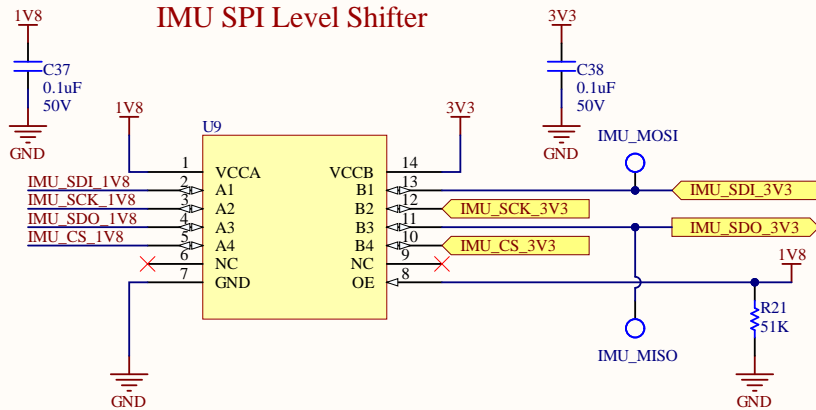 IMU SPI Level Shifter
1V8
3V3
C37
0.1uF
50V
GND
C38
0.1uF
50V
GND
1V8
U9
3V3
IMU_MOSI
1 VCCA VCCB 14
IMU_SDI_1V8 2 A1 B1 13 IMU_SDI_3V3
IMU_SCK_1V8 3 A2 B2 12 IMU_SCK_3V3
IMU_SDO_1V8 4 A3 B3 11 IMU_SDO_3V3
IMU_CS_1V8 5 A4 B4 10 IMU_CS_3V3
6 NC NC 9
1V8
7 GND OE 8
R21
51K
IMU_MISO
GND
GND